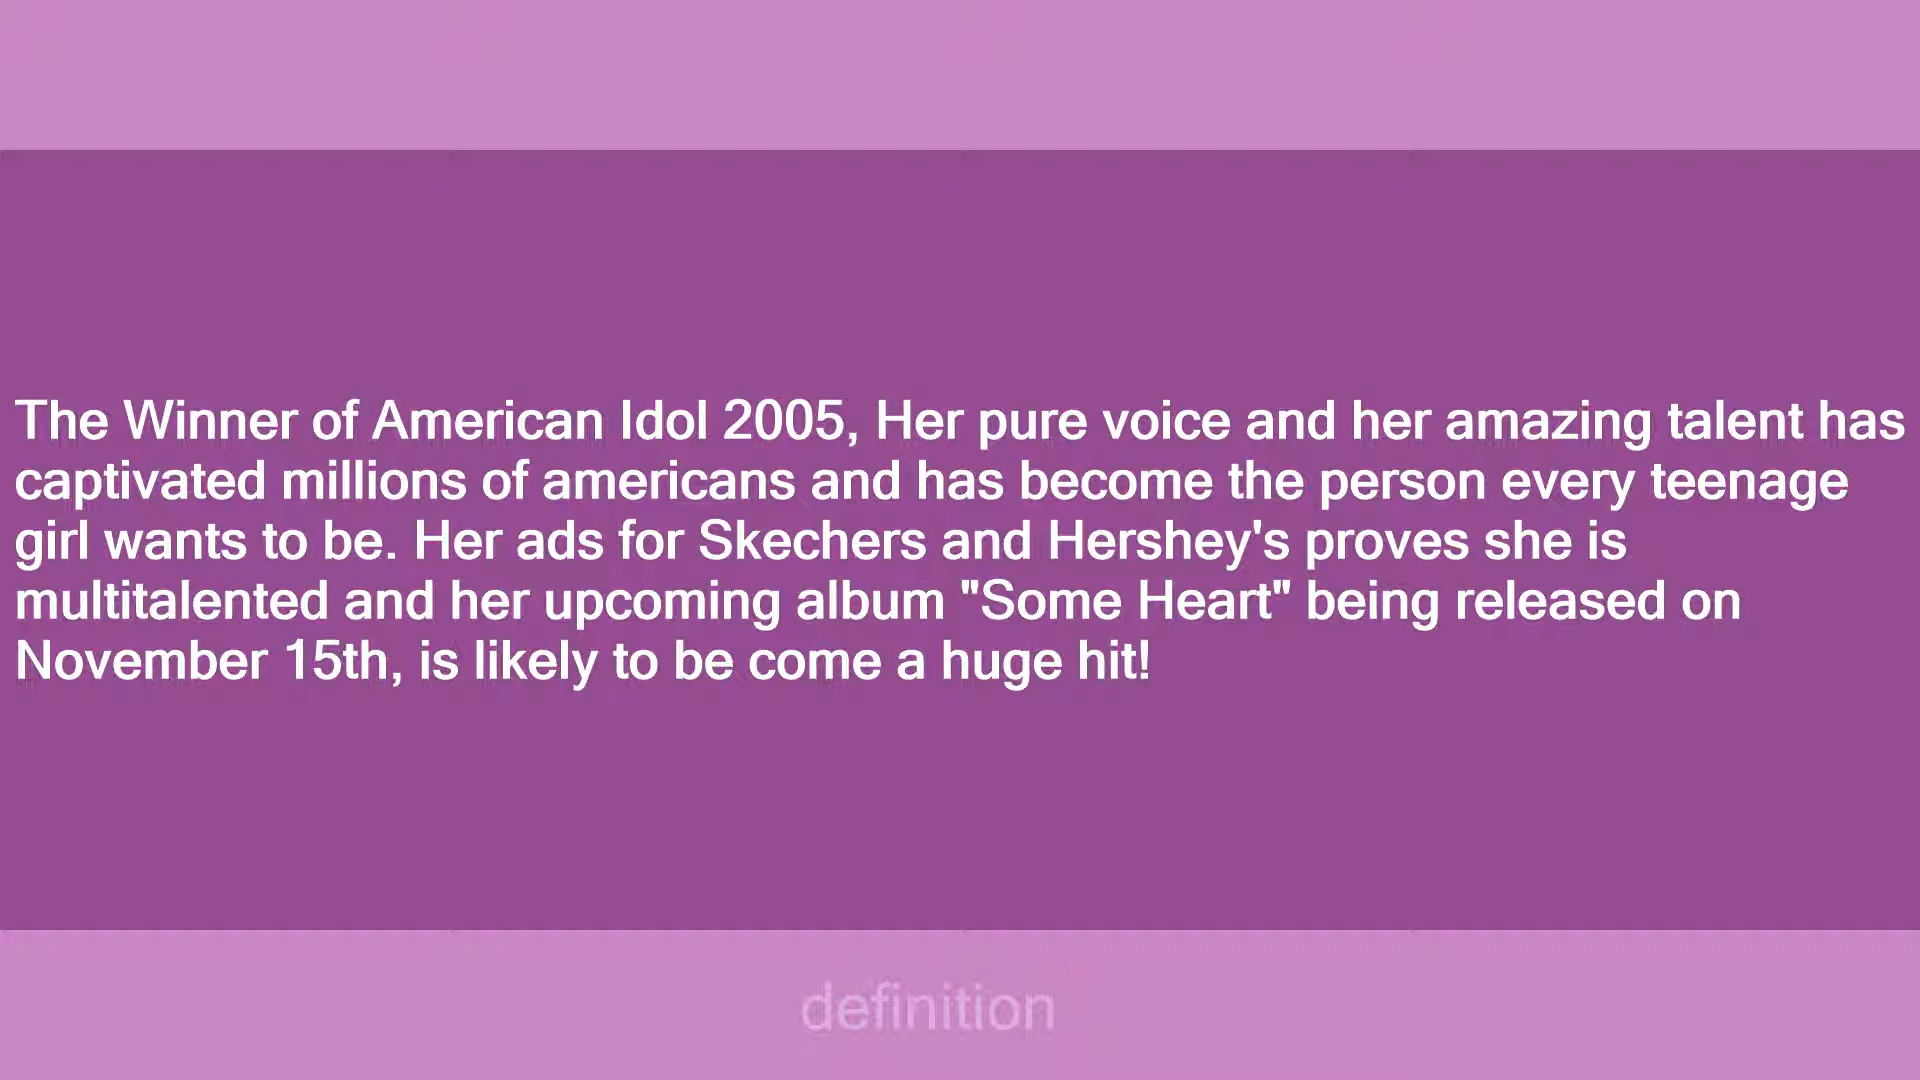 The Winner of American Idol 2005, Her pure voice and her amazing talent has
captivated millions of americans and has become the person every teenage
girl wants to be. Her ads for Skechers and Hershey's proves she is
multitalented and her upcoming album "Some Heart" being released on
November 15th, is likely to be come a huge hit!
definition